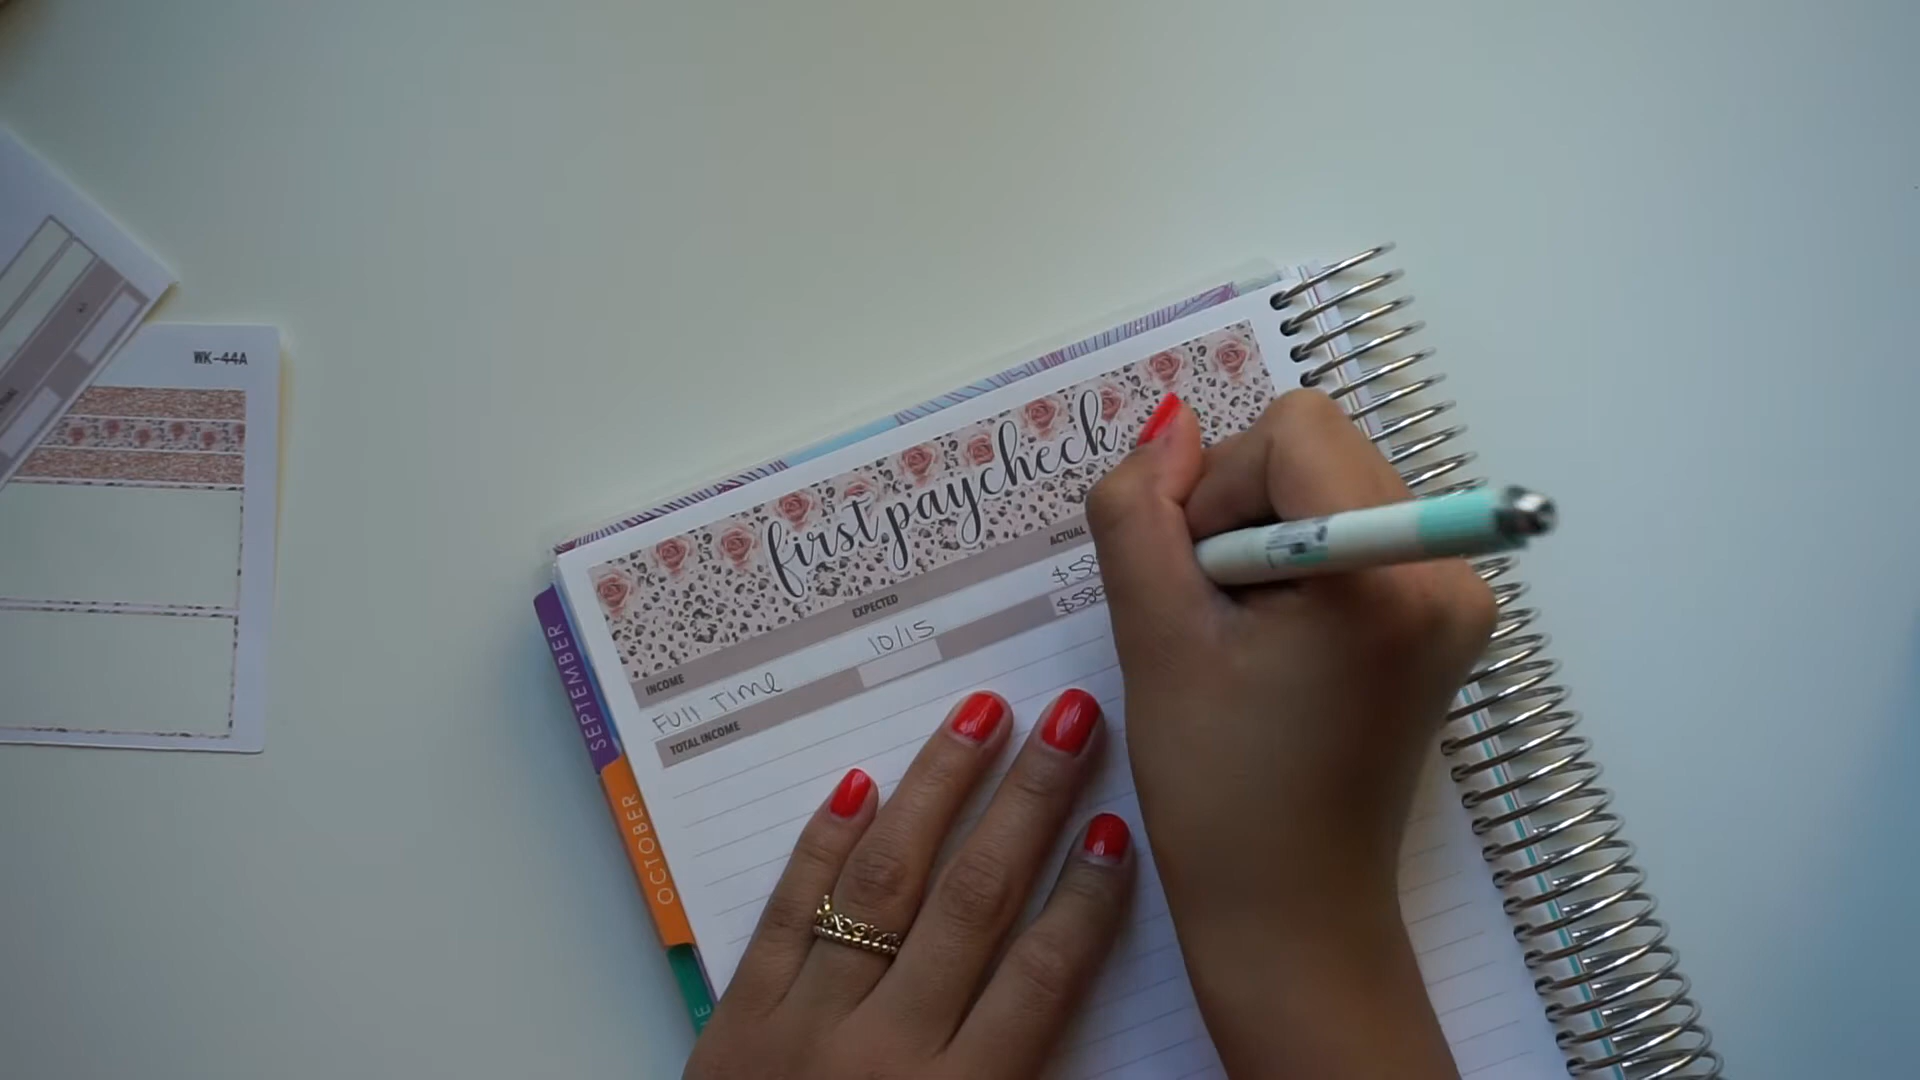 WK-44A
first paycheck
INCOME EXPECTED ACTUAL
FUll Time 10/15
TOTAL INCOME
SEPTEMBER
OCTOBER